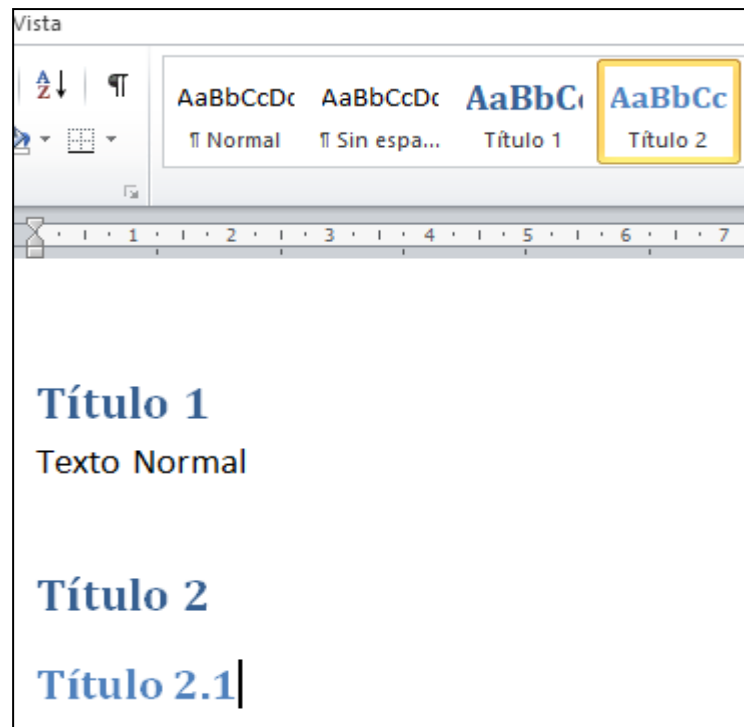 Vista
AaBbCcDc AaBbCcDc AaBbC AaBbCc
¶ Normal ¶ Sin espa... Título 1 Título 2
1 2 3 4 5 6 7
Título 1
Texto Normal
Título 2
Título 2.1